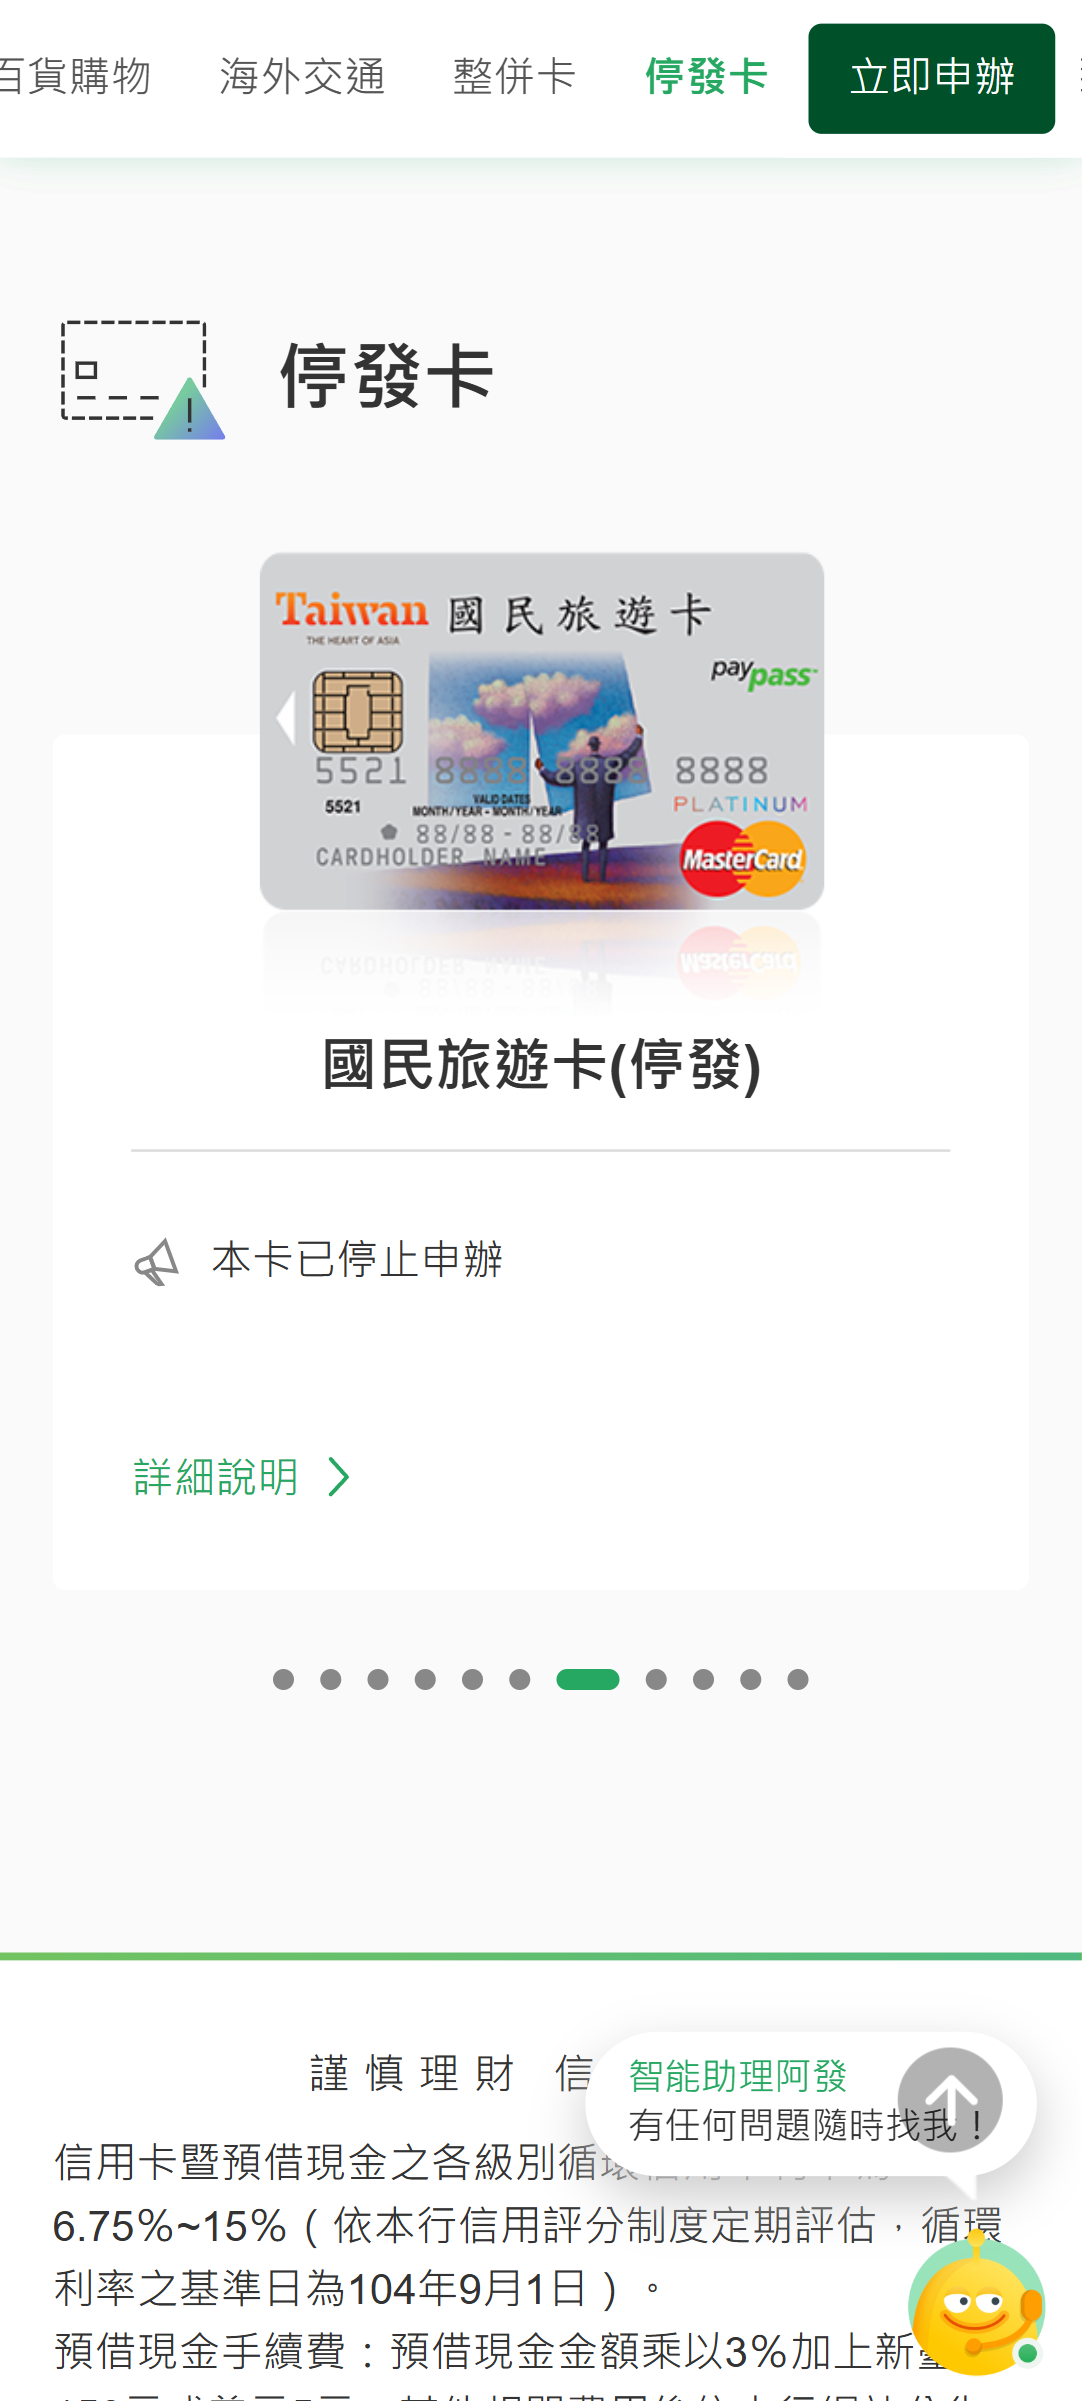 百貨購物 海外交通 整併卡 停發卡 立即申辦
停發卡
Taiwan 國民旅遊卡
THE HEART OF ASIA
paypass
5521 8888 8888 8888
PLATINUM
5521
VALID DATES
MONTH/YEAR - MONTH/YEAR
88/88 - 88/88
CARDHOLDER NAME
MasterCard
國民旅遊卡(停發)
本卡已停止申辦
詳細說明
謹慎理財 信
智能助理阿發
有任何問題隨時找我!
信用卡暨預借現金之各級別循環信用
6.75%~15%(依本行信用評分制度定期評估,循環
利率之基準日為104年9月1日)。
預借現金手續費:預借現金金額乘以3%加上新臺